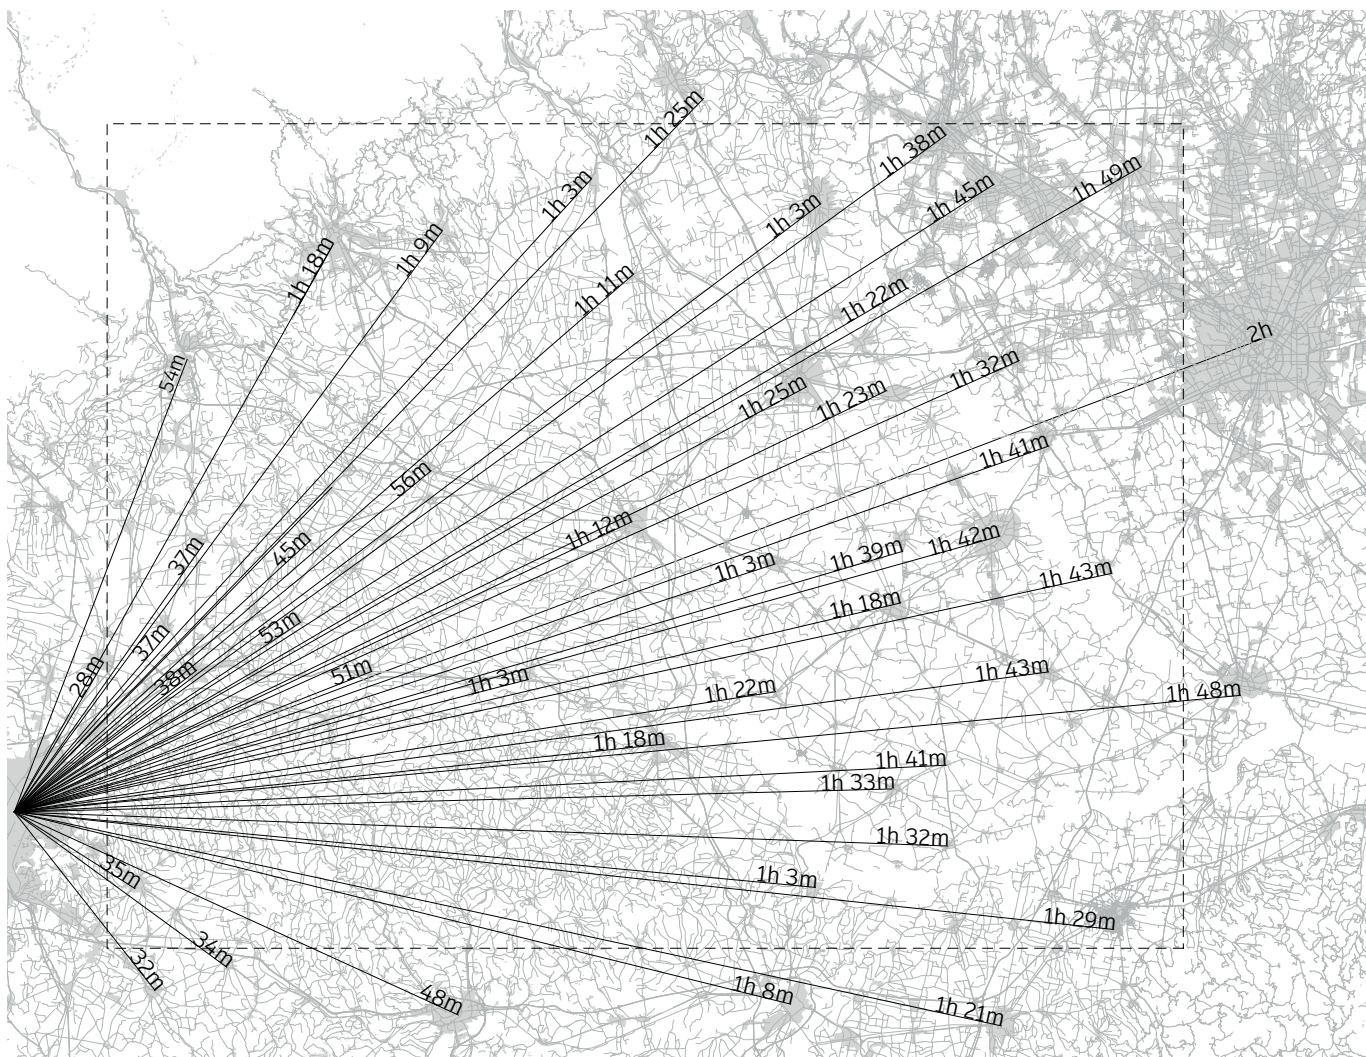 1h 25m
1h 38m
1h 49m
1h 3m
1h 45m
1h 3m
1h 9m
1h 18m
1h 11m
1h 22m
2h
54m
1h 32m
1h 25m
1h 23m
1h 41m
56m
1h 12m
1h 42m
37m
45m
1h 39m
1h 3m
1h 43m
1h 18m
53m
37m
28m
38m
51m
1h 3m
1h 43m
1h 22m
1h 48m
1h 18m
1h 41m
1h 33m
1h 32m
35m
1h 3m
1h 29m
34m
32m
48m
1h 8m
1h 21m